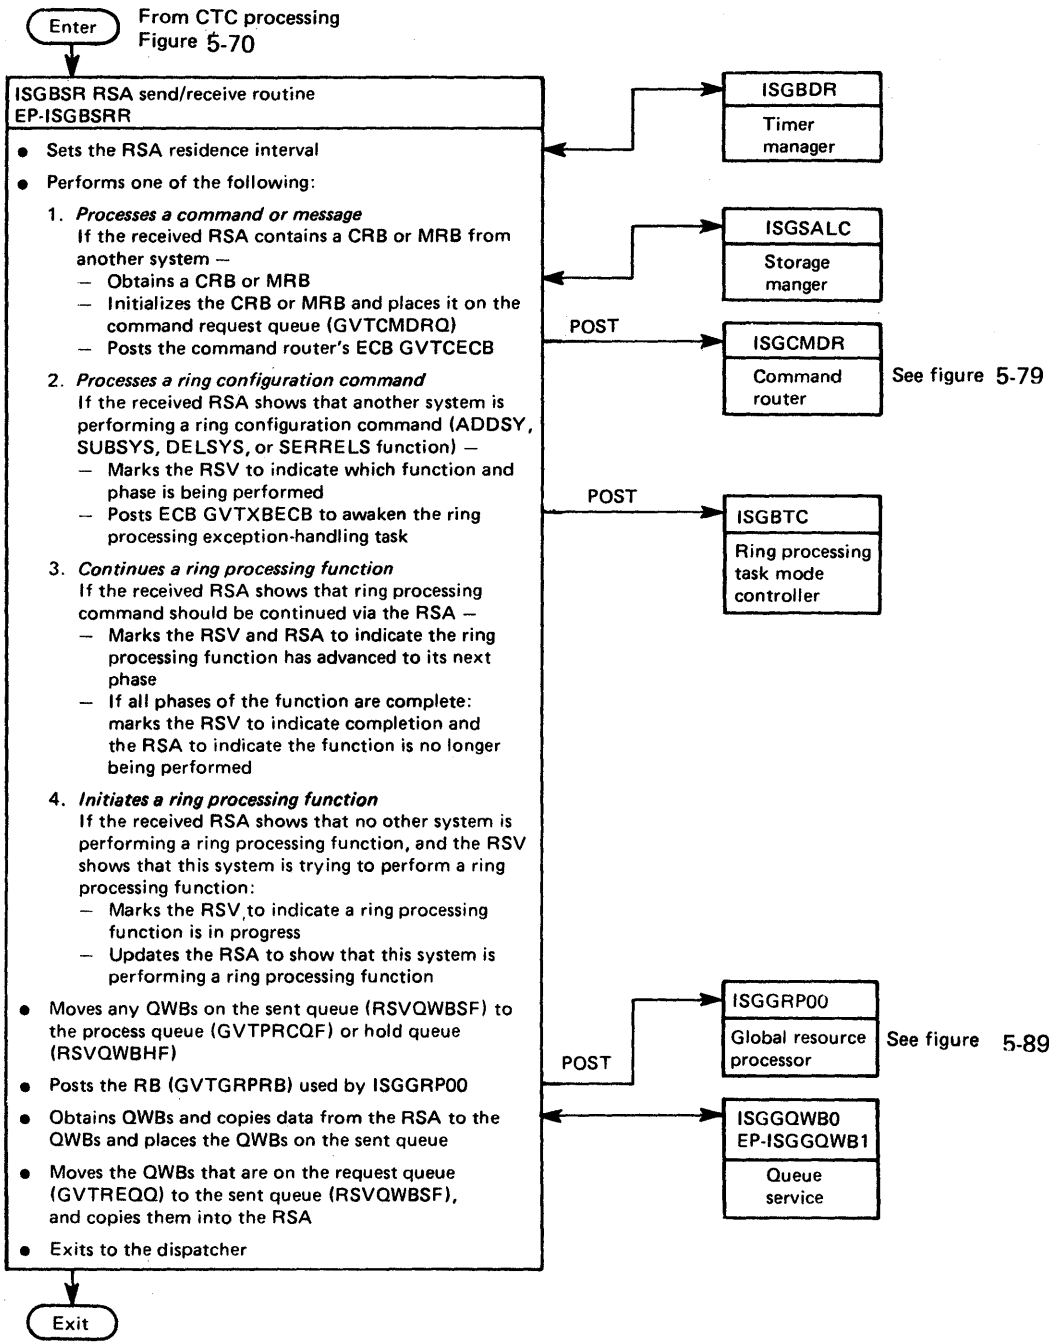 Enter
From CTC processing
Figure 5-70
ISGBSR RSA send/receive routine
EP-ISGBSRR
● Sets the RSA residence interval
● Performs one of the following:
1. Processes a command or message
If the received RSA contains a CRB or MRB from
another system —
— Obtains a CRB or MRB
— Initializes the CRB or MRB and places it on the
command request queue (GVTCMDRQ)
— Posts the command router's ECB GVTCECB
2. Processes a ring configuration command
If the received RSA shows that another system is
performing a ring configuration command (ADDSY,
SUBSYS, DELSYS, or SERRELS function) —
— Marks the RSV to indicate which function and
phase is being performed
— Posts ECB GVTXBECB to awaken the ring
processing exception-handling task
3. Continues a ring processing function
If the received RSA shows that ring processing
command should be continued via the RSA —
— Marks the RSV and RSA to indicate the ring
processing function has advanced to its next
phase
— If all phases of the function are complete:
marks the RSV to indicate completion and
the RSA to indicate the function is no longer
being performed
4. Initiates a ring processing function
If the received RSA shows that no other system is
performing a ring processing function, and the RSV
shows that this system is trying to perform a ring
processing function:
— Marks the RSV to indicate a ring processing
function is in progress
— Updates the RSA to show that this system is
performing a ring processing function
● Moves any QWBs on the sent queue (RSVQWBSF) to
the process queue (GVTPRCQF) or hold queue
(RSVQWBHF)
● Posts the RB (GVTGRPRB) used by ISGGRP00
● Obtains QWBs and copies data from the RSA to the
QWBs and places the QWBs on the sent queue
● Moves the QWBs that are on the request queue
(GVTREQQ) to the sent queue (RSVQWBSF),
and copies them into the RSA
● Exits to the dispatcher
Exit
ISGBDR
Timer
manager
ISGSALC
Storage
manger
POST
ISGCMDR
Command
router
See figure 5-79
POST
ISGBTC
Ring processing
task mode
controller
POST
ISGGRP00
Global resource
processor
See figure 5-89
ISGGQWB0
EP-ISGGQWB1
Queue
service